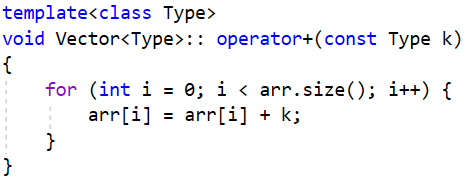 template<class Type>
void Vector<Type>:: operator+(const Type k)
{
    for (int i = 0; i < arr.size(); i++) {
        arr[i] = arr[i] + k;
    }
}